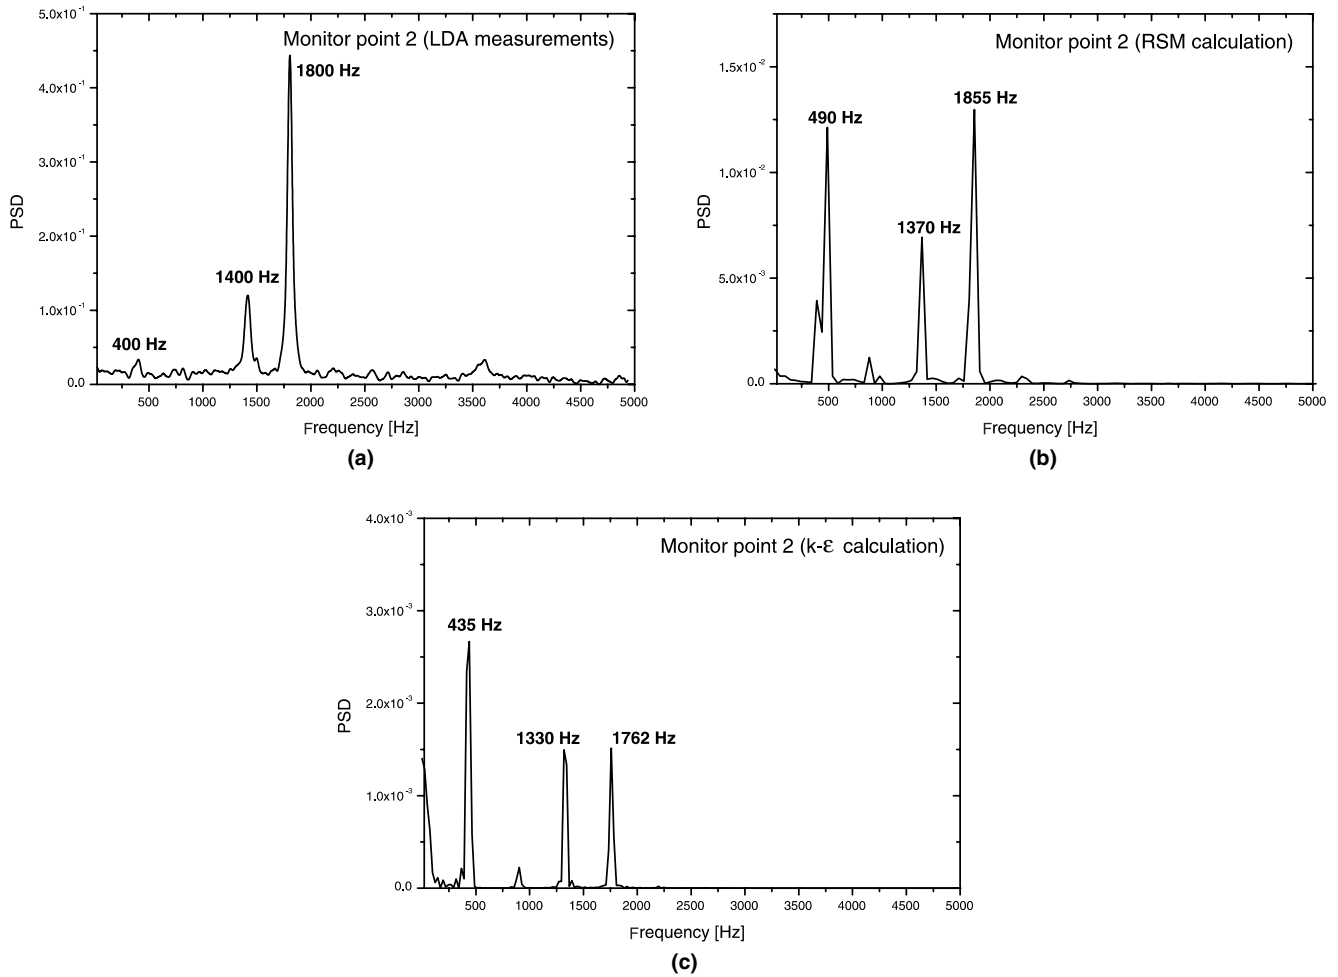 Monitor point 2 (LDA measurements)
5.0x10⁻¹
4.0x10⁻¹
3.0x10⁻¹
2.0x10⁻¹
1.0x10⁻¹
0.0
PSD
1800 Hz
1400 Hz
400 Hz
500 1000 1500 2000 2500 3000 3500 4000 4500 5000
Frequency [Hz]
(a)
Monitor point 2 (RSM calculation)
1.5x10⁻²
1.0x10⁻²
5.0x10⁻³
0.0
PSD
1855 Hz
490 Hz
1370 Hz
500 1000 1500 2000 2500 3000 3500 4000 4500 5000
Frequency [Hz]
(b)
Monitor point 2 (k-ε calculation)
4.0x10⁻³
3.0x10⁻³
2.0x10⁻³
1.0x10⁻³
0.0
PSD
435 Hz
1330 Hz
1762 Hz
500 1000 1500 2000 2500 3000 3500 4000 4500 5000
Frequency [Hz]
(c)